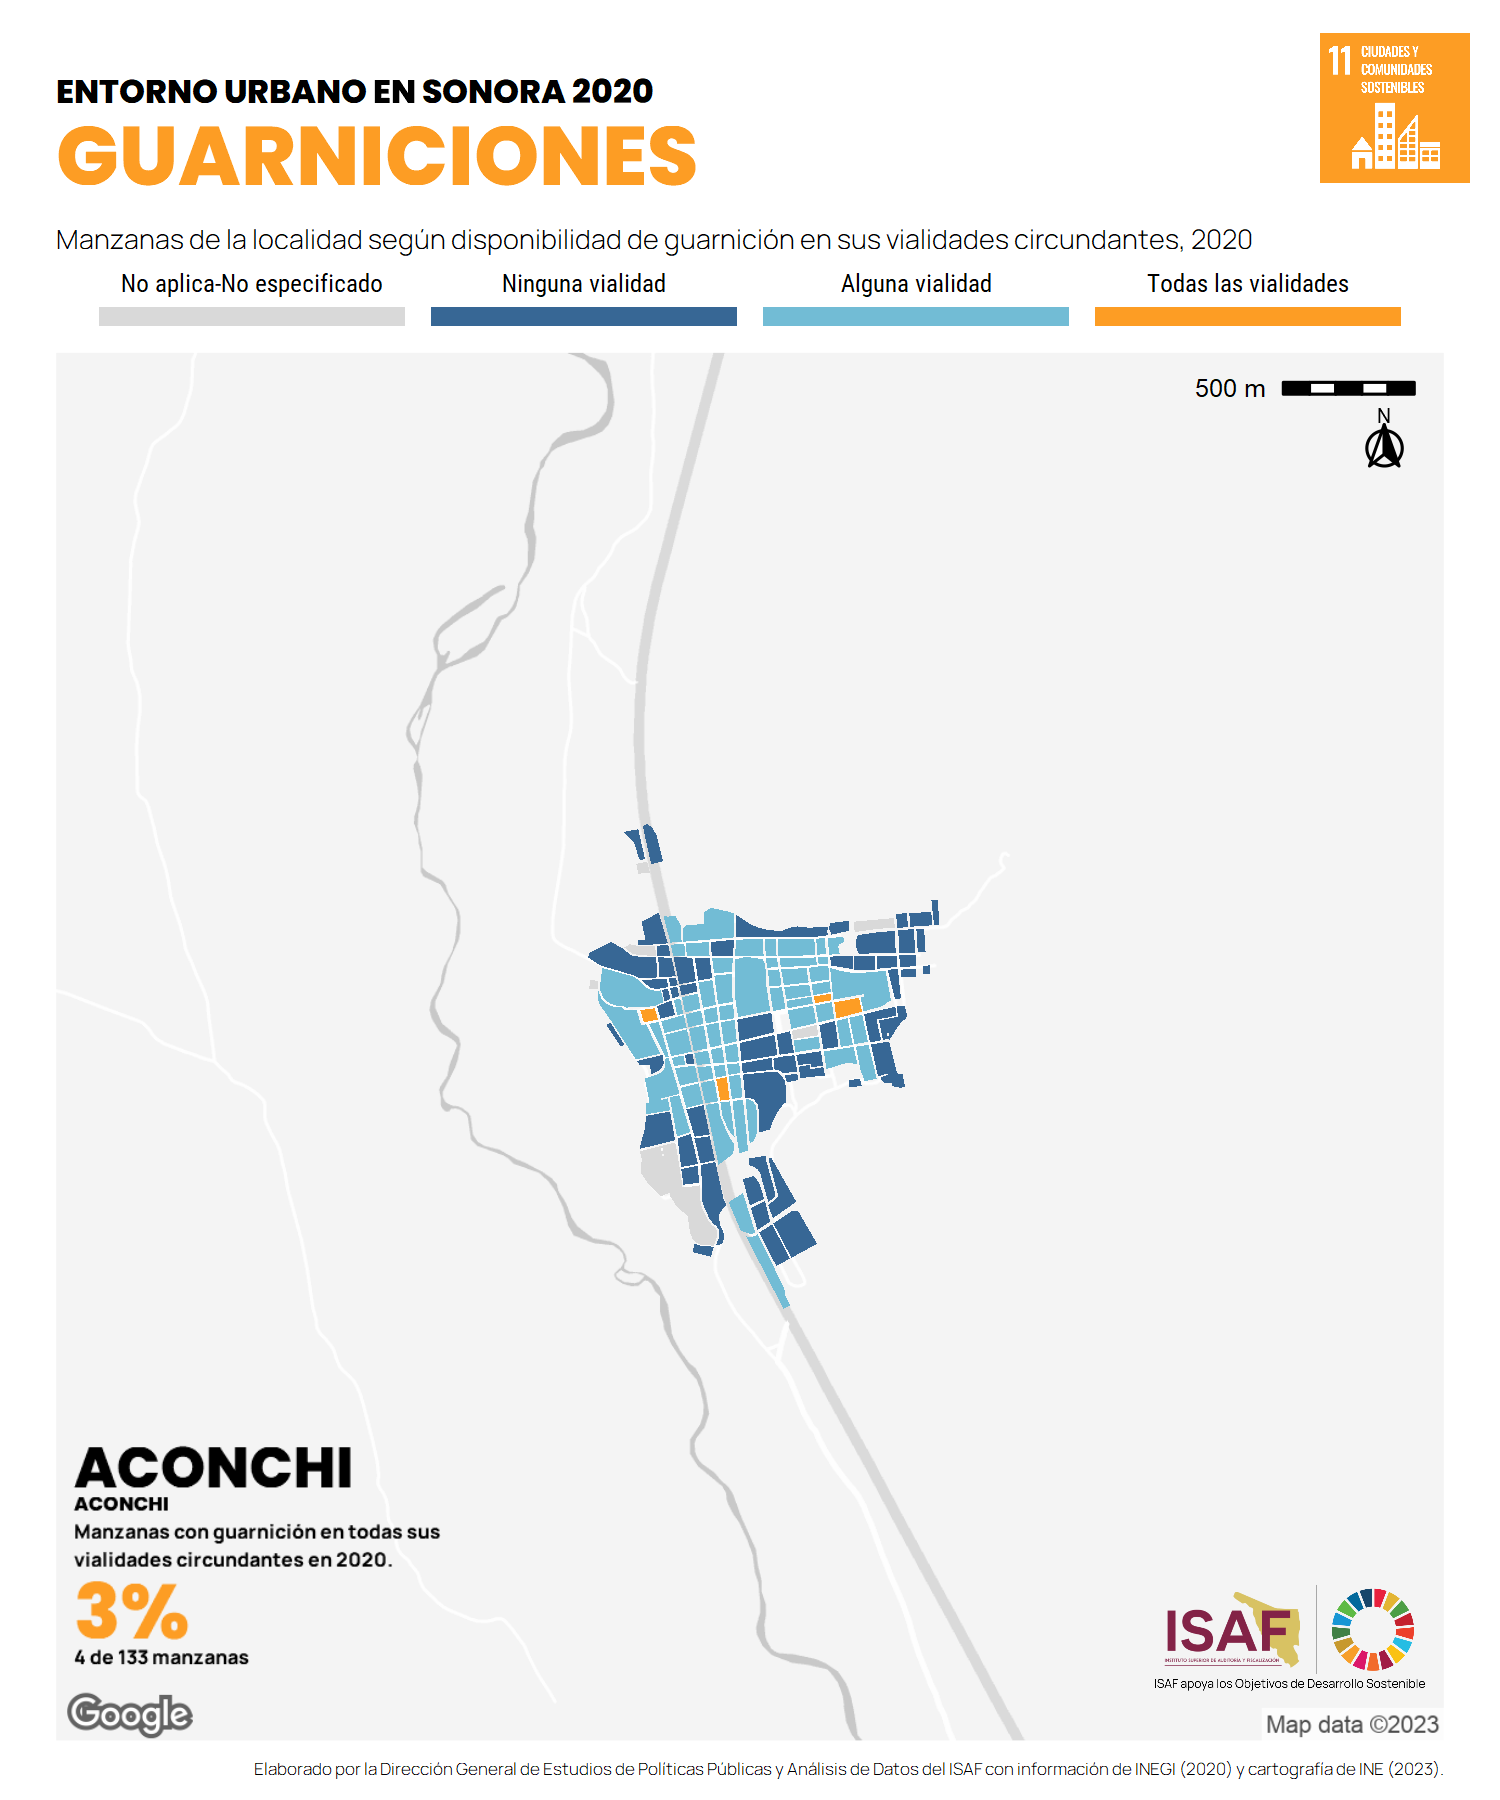 11 CIUDADES Y
COMUNIDADES
SOSTENIBLES
ENTORNO URBANO EN SONORA 2020
GUARNICIONES
Manzanas de la localidad según disponibilidad de guarnición en sus vialidades circundantes, 2020
No aplica-No especificado
Ninguna vialidad
Alguna vialidad
Todas las vialidades
500 m
N
ACONCHI
ACONCHI
Manzanas con guarnición en todas sus
vialidades circundantes en 2020.
3%
4 de 133 manzanas
Google
ISAF
INSTITUTO SUPERIOR DE AUDITORÍA Y FISCALIZACIÓN
ISAF apoya los Objetivos de Desarrollo Sostenible
Map data ©2023
Elaborado por la Dirección General de Estudios de Políticas Públicas y Análisis de Datos del ISAF con información de INEGI (2020) y cartografía de INE (2023).